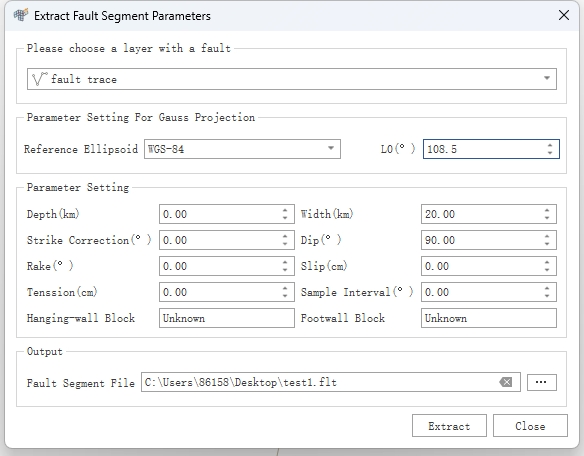 Extract Fault Segment Parameters
Please choose a layer with a fault
fault trace
Parameter Setting For Gauss Projection
Reference Ellipsoid WGS-84 L0(° ) 108.5
Parameter Setting
Depth(km) 0.00 Width(km) 20.00
Strike Correction(° ) 0.00 Dip(° ) 90.00
Rake(° ) 0.00 Slip(cm) 0.00
Tenssion(cm) 0.00 Sample Interval(° ) 0.00
Hanging-wall Block Unknown Footwall Block Unknown
Output
Fault Segment File C:\Users\86158\Desktop\test1.flt ...
Extract Close